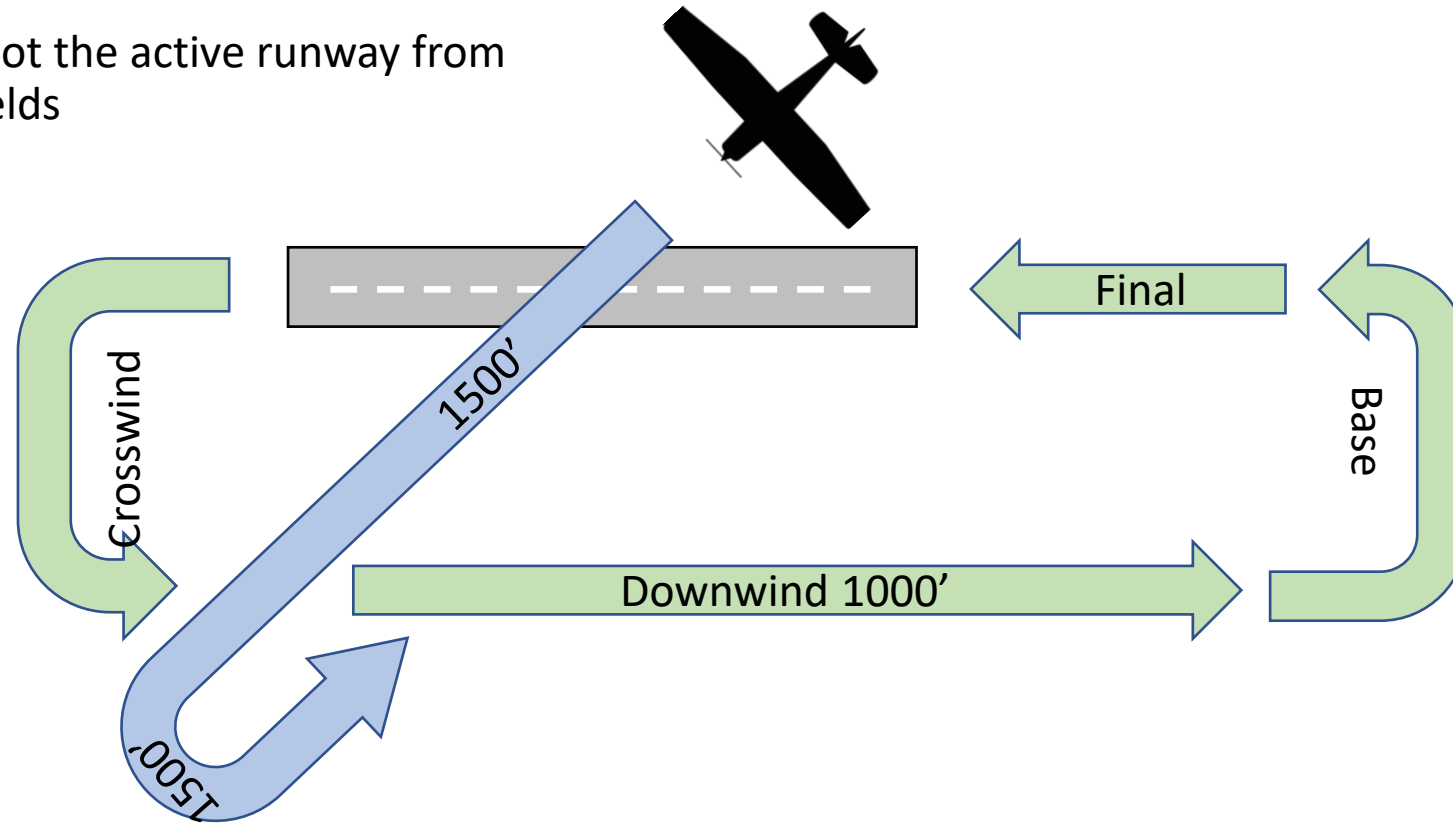 ot the active runway from
elds
Final
1500’
Crosswind
Base
Downwind 1000’
1500’